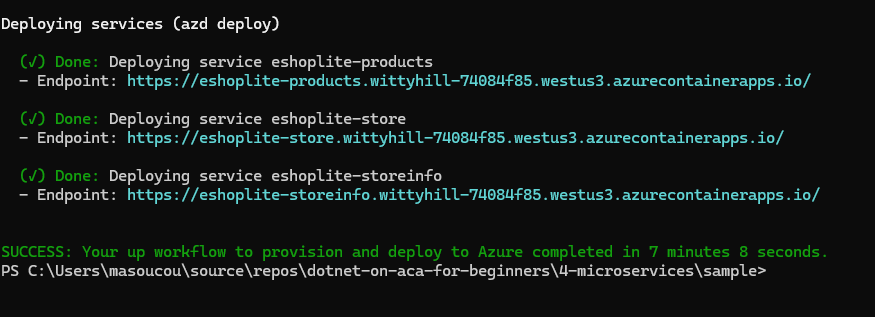 Deploying services (azd deploy)
(✓) Done: Deploying service eshoplite-products
- Endpoint: https://eshoplite-products.wittyhill-74084f85.westus3.azurecontainerapps.io/
(✓) Done: Deploying service eshoplite-store
- Endpoint: https://eshoplite-store.wittyhill-74084f85.westus3.azurecontainerapps.io/
(✓) Done: Deploying service eshoplite-storeinfo
- Endpoint: https://eshoplite-storeinfo.wittyhill-74084f85.westus3.azurecontainerapps.io/
SUCCESS: Your up workflow to provision and deploy to Azure completed in 7 minutes 8 seconds.
PS C:\Users\masoucou\source\repos\dotnet-on-aca-for-beginners\4-microservices\sample>